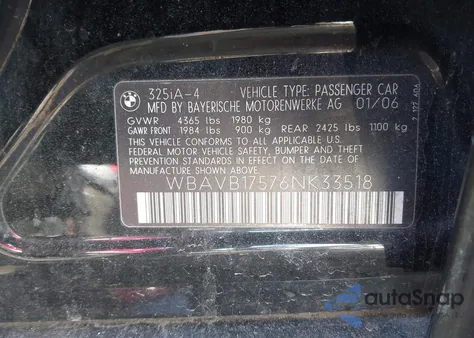 325iA-4 VEHICLE TYPE: PASSENGER CAR
MFD BY BAYERISCHE MOTORENWERKE AG 01/06
GVWR 4365 lbs 1980 kg
GAWR FRONT 1984 lbs 900 kg REAR 2425 lbs 1100 kg
THIS VEHICLE CONFORMS TO ALL APPLICABLE U.S.
FEDERAL MOTOR VEHICLE SAFETY, BUMPER AND THEFT
PREVENTION STANDARDS IN EFFECT ON THE DATE OF
MANUFACTURE SHOWN ABOVE.
WBAVB17576NK33518
autoSnap